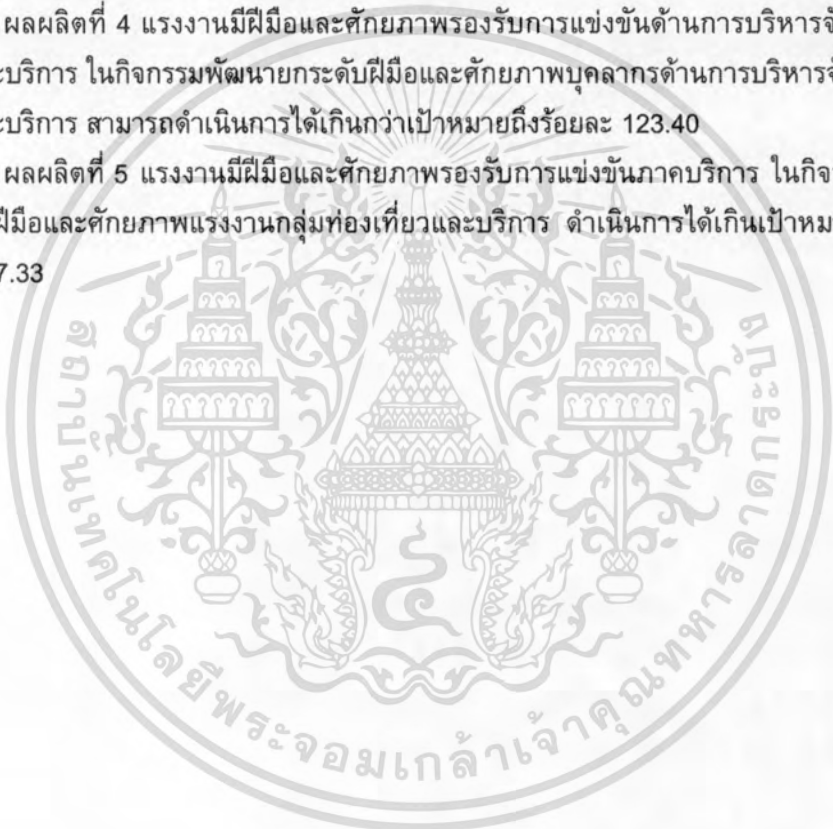 ผลผลิตที่ 4 แรงงานมีฝีมือและศักยภาพรองรับการแข่งขันด้านการบริหารจั
ะบริการ ในกิจกรรมพัฒนายกระดับฝีมือและศักยภาพบุคลากรด้านการบริหารจั
ะบริการ สามารถดำเนินการได้เกินกว่าเป้าหมายถึงร้อยละ 123.40
ผลผลิตที่ 5 แรงงานมีฝีมือและศักยภาพรองรับการแข่งขันภาคบริการ ในกิจ
ฝีมือและศักยภาพแรงงานกลุ่มท่องเที่ยวและบริการ ดำเนินการได้เกินเป้าหม
7.33
สถาบันเทคโนโลยีพระจอมเกล้าเจ้าคุณทหารลาดกระบัง